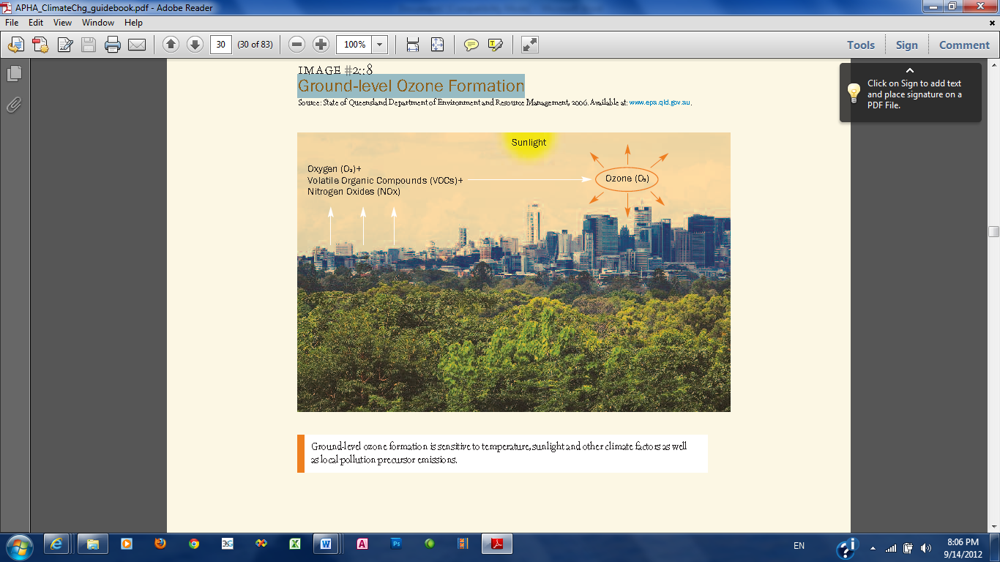 APHA_ClimateChg_guidebook.pdf - Adobe Reader
File Edit View Window Help
30 (30 of 83) 100% Tools Sign Comment
IMAGE #2::8
Ground-level Ozone Formation
Source: State of Queensland Department of Environment and Resource Management, 2006. Available at: www.epa.qld.gov.au.
Click on Sign to add text
and place signature on a
PDF File.
Sunlight
Oxygen (O₂)+
Volatile Organic Compounds (VOCs)+
Nitrogen Oxides (NOx)
Ozone (O₃)
Ground-level ozone formation is sensitive to temperature, sunlight and other climate factors as well
as local pollution precursor emissions.
EN
8:06 PM
9/14/2012